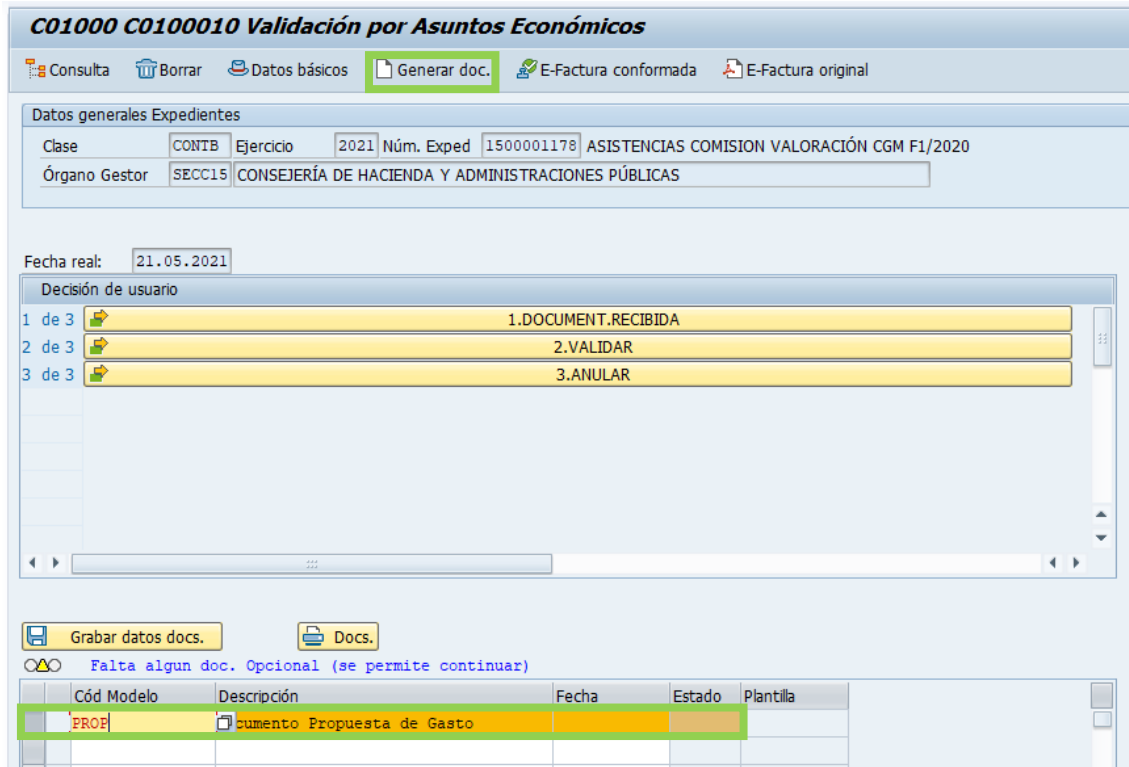 C01000 C0100010 Validación por Asuntos Económicos
Consulta Borrar Datos básicos Generar doc. E-Factura conformada E-Factura original
Datos generales Expedientes
Clase CONTB Ejercicio 2021 Núm. Exped 1500001178 ASISTENCIAS COMISION VALORACIÓN CGM F1/2020
Órgano Gestor SECC15 CONSEJERÍA DE HACIENDA Y ADMINISTRACIONES PÚBLICAS
Fecha real: 21.05.2021
Decisión de usuario
1 de 3 1.DOCUMENT.RECIBIDA
2 de 3 2.VALIDAR
3 de 3 3.ANULAR
Grabar datos docs. Docs.
Falta algun doc. Opcional (se permite continuar)
Cód Modelo Descripción Fecha Estado Plantilla
PROP cumento Propuesta de Gasto